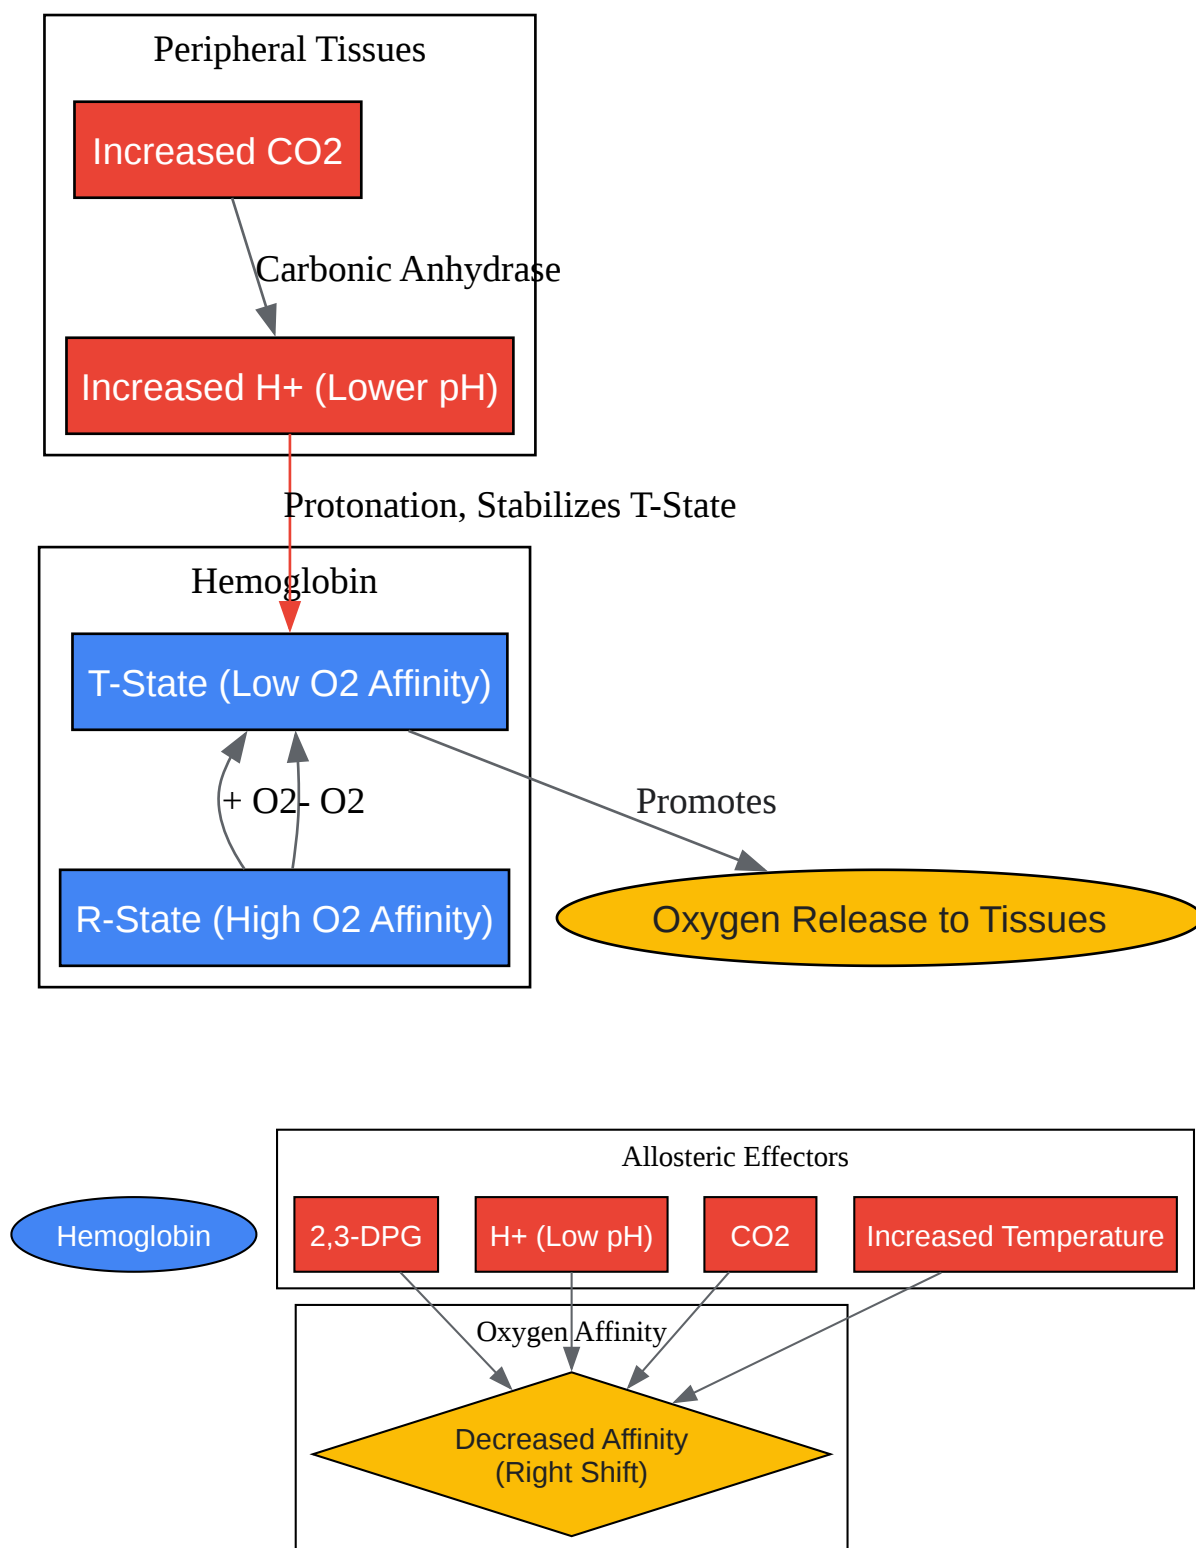 Peripheral Tissues
Increased CO2
Carbonic Anhydrase
Increased H+ (Lower pH)
Protonation, Stabilizes T-State
Hemoglobin
T-State (Low O2 Affinity)
+ O2
- O2
Promotes
R-State (High O2 Affinity)
Oxygen Release to Tissues
Allosteric Effectors
Hemoglobin
2,3-DPG
H+ (Low pH)
CO2
Increased Temperature
Oxygen Affinity
Decreased Affinity
(Right Shift)